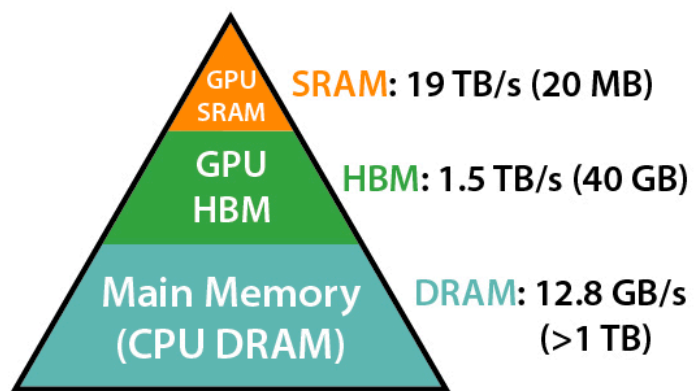 GPU
SRAM
SRAM: 19 TB/s (20 MB)
GPU
HBM
HBM: 1.5 TB/s (40 GB)
Main Memory
(CPU DRAM)
DRAM: 12.8 GB/s
(>1 TB)